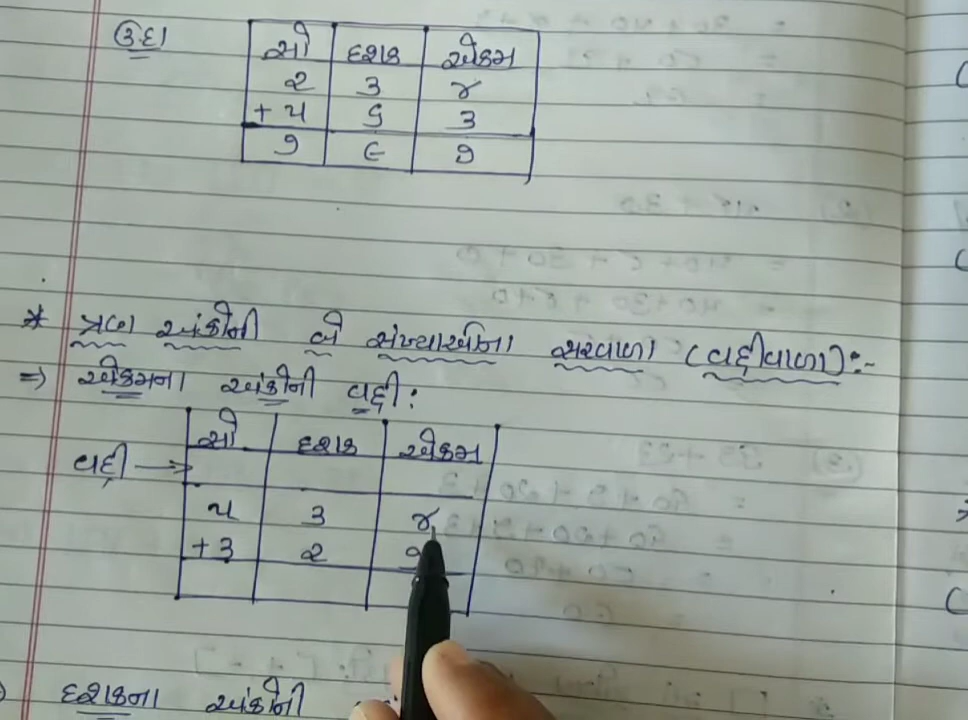 ઉદા
સો દશક એકમ
૨ ૩ ૪
+ ૫ ૬ ૩
૭ ૯ ૭
* ત્રણ અંકોની બે સંખ્યાઓના સરવાળા (વદ્દીવાળા) :-
⇒ એકમના અંકોની વદ્દી :
સો દશક એકમ
વદ્દી →
૫ ૩ ૪
+ ૩ ૨
દશકના અંકોની